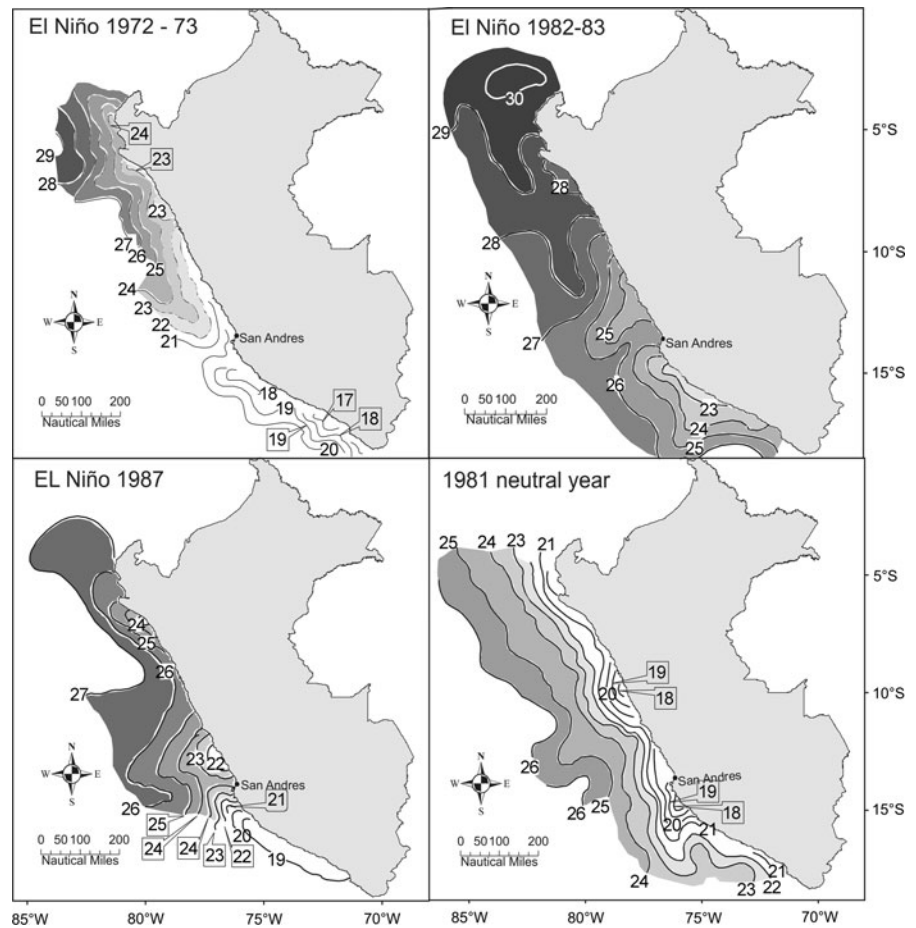 El Niño 1972 - 73
24
23
29
28
23
27
26
25
24
23
22
21
San Andres
N
W E
S
0 50 100 200
Nautical Miles
18
17
19
18
19
20
El Niño 1982-83
30
29
5°S
28
28
10°S
27
25
San Andres
26
15°S
23
24
25
N
W E
S
0 50 100 200
Nautical Miles
EL Niño 1987
24
25
26
27
23
22
San Andres
21
26
25
20
24
24
23
22
19
N
W E
S
0 50 100 200
Nautical Miles
85°W
80°W
75°W
70°W
1981 neutral year
25
24
23
21
5°S
19
20
18
10°S
26
San Andres
26
25
19
18
15°S
20
21
21
24
23
22
N
W E
S
0 50 100 200
Nautical Miles
85°W
80°W
75°W
70°W